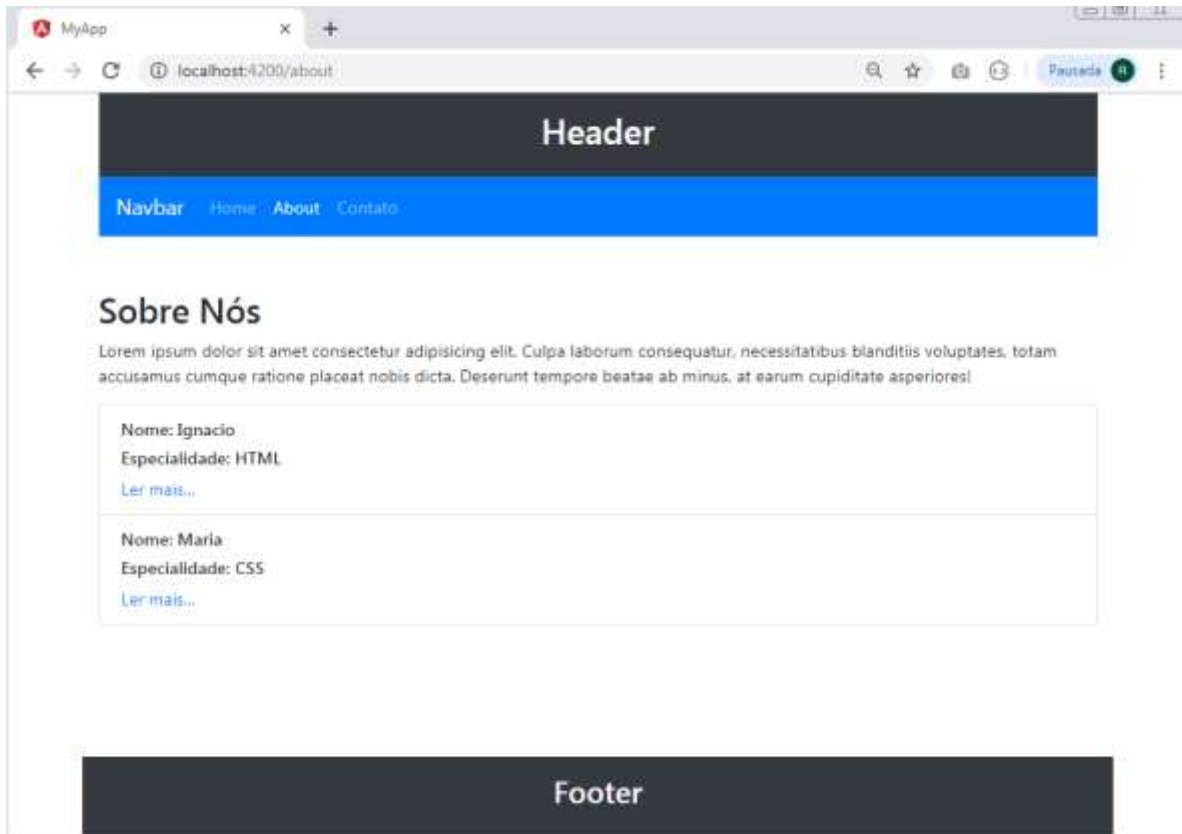 MyApp
localhost:4200/about
Pausada R
Header
Navbar Home About Contato
Sobre Nós
Lorem ipsum dolor sit amet consectetur adipisicing elit. Culpa laborum consequatur, necessitatibus blanditiis voluptates, totam
accusamus cumque ratione placeat nobis dicta. Deserunt tempore beatae ab minus, at earum cupiditate asperiores!
Nome: Ignacio
Especialidade: HTML
Ler mais...
Nome: Maria
Especialidade: CSS
Ler mais...
Footer